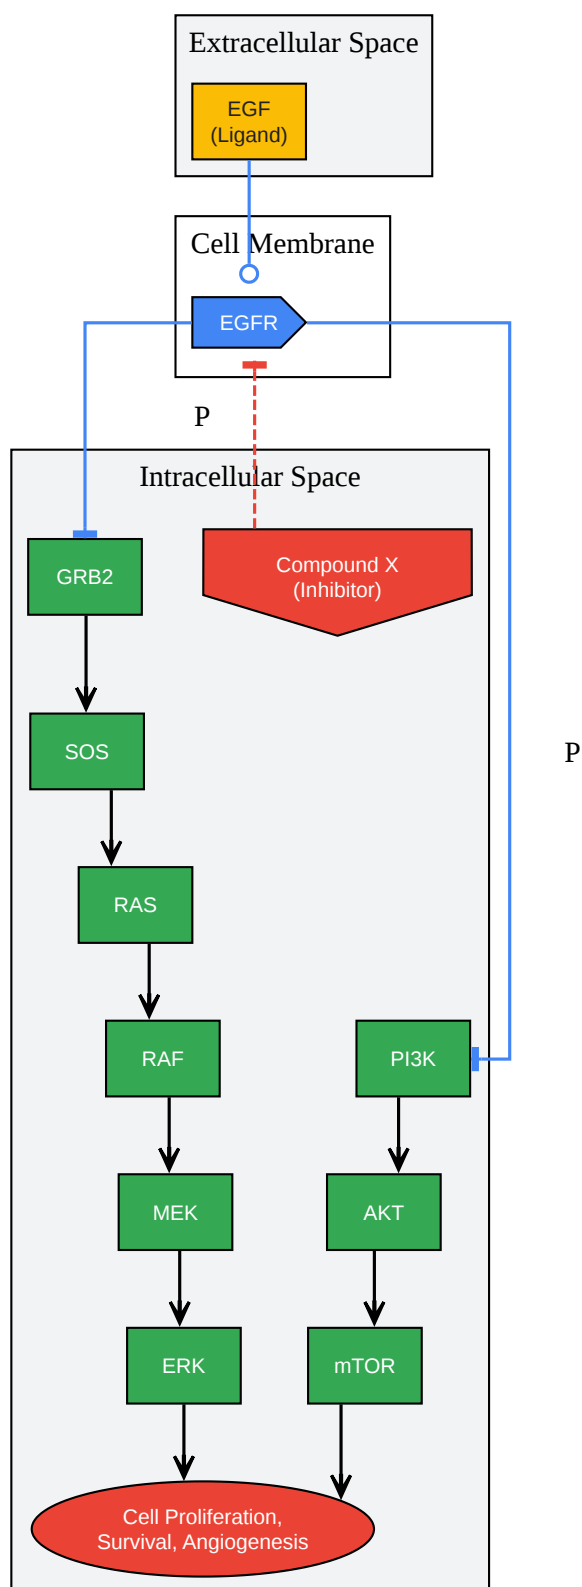 Extracellular Space
EGF
(Ligand)
Cell Membrane
EGFR
P
Intracellular Space
GRB2
Compound X
(Inhibitor)
SOS
P
RAS
RAF
PI3K
MEK
AKT
ERK
mTOR
Cell Proliferation,
Survival, Angiogenesis